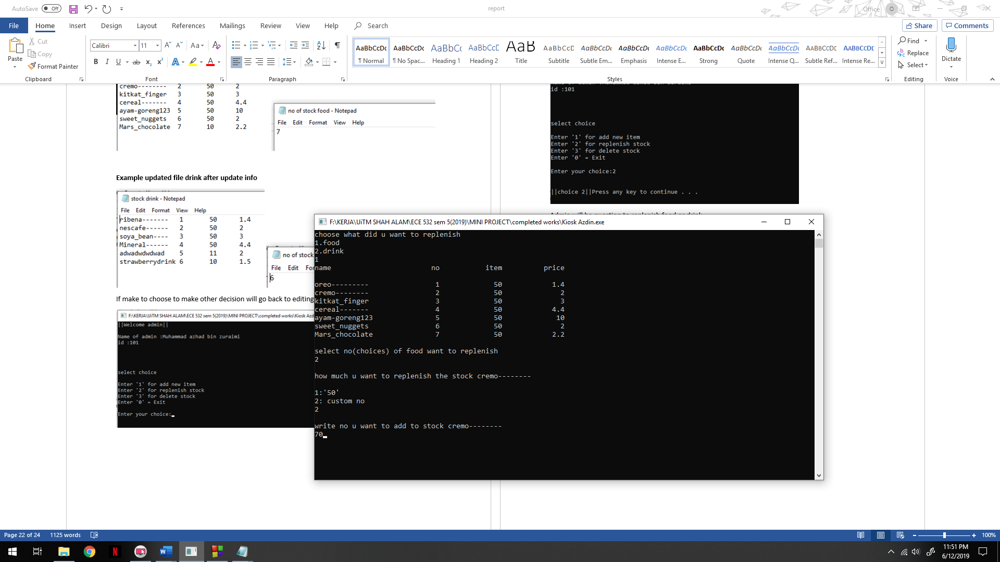 AutoSave Off
report
Office O
File Home Insert Design Layout References Mailings Review View Help Search
Share Comments
Paste
Cut
Copy
Format Painter
Clipboard
Calibri 11
Font
Paragraph
AaBbCcDc AaBbCcDc AaBbCc AaBbCcD AaB AaBbCcD AaBbCcDc AaBbCcDc AaBbCcDc AaBbCcDc AaBbCcDc AaBbCcDc AABBCCDE AABBCCDE
¶ Normal ¶ No Spac... Heading 1 Heading 2 Title Subtitle Subtle Em... Emphasis Intense E... Strong Quote Intense Q... Subtle Ref... Intense Re...
Styles
Find
Replace
Select
Editing
Dictate
Voice
cremo-------- 2 50 2
kitkat_finger 3 50 3
cereal------- 4 50 4.4
ayam-goreng123 5 50 10
sweet_nuggets 6 50 2
Mars_chocolate 7 10 2.2
no of stock food - Notepad
File Edit Format View Help
7
Example updated file drink after update info
stock drink - Notepad
File Edit Format View Help
ribena------- 1 50 1.4
nescafe------ 2 50 2
soya_bean---- 3 50 3
Mineral------ 4 50 4.4
adwadwdwdwad 5 11 2
strawberrydrink 6 10 1.5
no of stock
File Edit For
6
If make to choose to make other decision will go back to editing
F:\KERJA\UiTM SHAH ALAM\ECE 532 sem 5(2019)\MINI PROJECT\completed works\Kiosk Azd
||Welcome admin||
Name of admin :Muhammad azhad bin zuraimi
id :101
select choice
Enter '1' for add new item
Enter '2' for replenish stock
Enter '3' for delete stock
Enter '0' = Exit
Enter your choice:
id :101
select choice
Enter '1' for add new item
Enter '2' for replenish stock
Enter '3' for delete stock
Enter '0' = Exit
Enter your choice:2
||choice 2||Press any key to continue . . .
F:\KERJA\UiTM SHAH ALAM\ECE 532 sem 5(2019)\MINI PROJECT\completed works\Kiosk Azdin.exe
choose what did u want to replenish
1.food
2.drink
1
name no item price
oreo--------- 1 50 1.4
cremo-------- 2 50 2
kitkat_finger 3 50 3
cereal------- 4 50 4.4
ayam-goreng123 5 50 10
sweet_nuggets 6 50 2
Mars_chocolate 7 50 2.2
select no(choices) of food want to replenish
2
how much u want to replenish the stock cremo--------
1:'50'
2: custom no
2
write no u want to add to stock cremo--------
70
Page 22 of 24 1125 words
100%
11:51 PM
6/12/2019